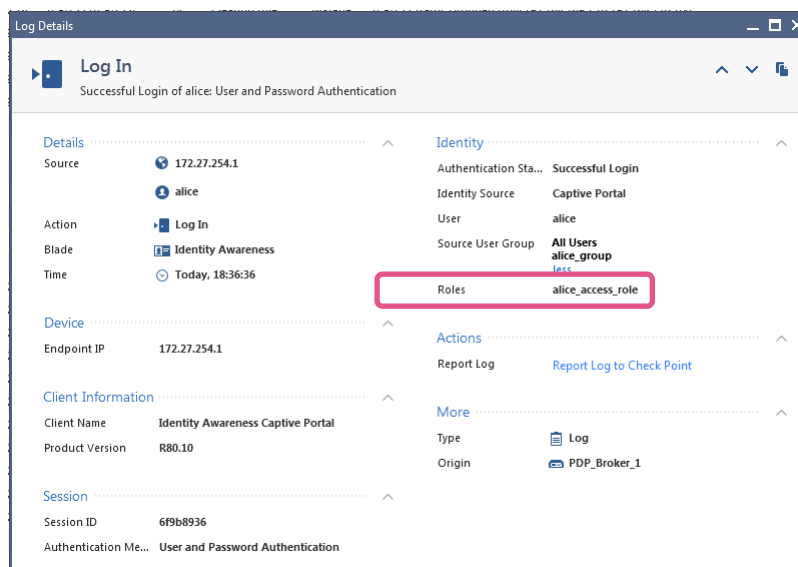 Log Details
Log In
Successful Login of alice: User and Password Authentication
Details
Source 172.27.254.1
alice
Action Log In
Blade Identity Awareness
Time Today, 18:36:36
Device
Endpoint IP 172.27.254.1
Client Information
Client Name Identity Awareness Captive Portal
Product Version R80.10
Session
Session ID 6f9b8936
Authentication Me... User and Password Authentication
Identity
Authentication Sta... Successful Login
Identity Source Captive Portal
User alice
Source User Group All Users
alice_group
less
Roles alice_access_role
Actions
Report Log Report Log to Check Point
More
Type Log
Origin PDP_Broker_1